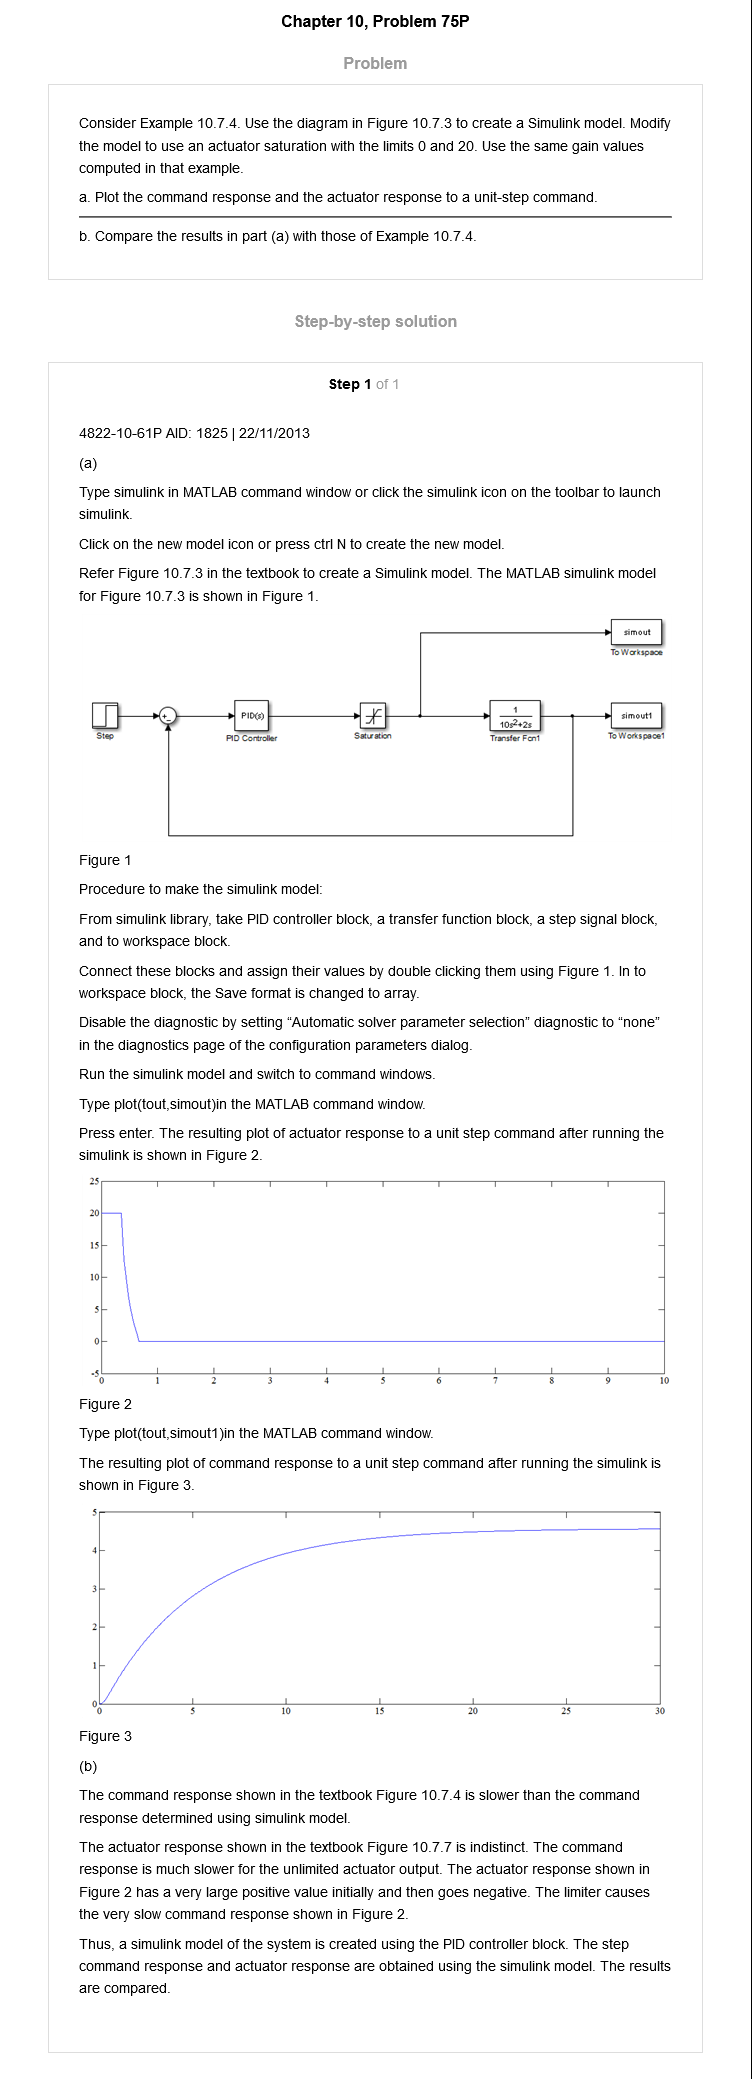 Chapter 10, Problem 75P
Problem
Consider Example 10.7.4. Use the diagram in Figure 10.7.3 to create a Simulink model. Modify
the model to use an actuator saturation with the limits 0 and 20. Use the same gain values
computed in that example.
a. Plot the command response and the actuator response to a unit-step command.
b. Compare the results in part (a) with those of Example 10.7.4.
Step-by-step solution
Step 1 of 1
4822-10-61P AID: 1825 | 22/11/2013
(a)
Type simulink in MATLAB command window or click the simulink icon on the toolbar to launch
simulink.
Click on the new model icon or press ctrl N to create the new model.
Refer Figure 10.7.3 in the textbook to create a Simulink model. The MATLAB simulink model
for Figure 10.7.3 is shown in Figure 1.
simout
To Workspace
PID(s)
1
10s²+2s
simout1
Step
PID Controller
Saturation
Transfer Fcn1
To Workspace1
Figure 1
Procedure to make the simulink model:
From simulink library, take PID controller block, a transfer function block, a step signal block,
and to workspace block.
Connect these blocks and assign their values by double clicking them using Figure 1. In to
workspace block, the Save format is changed to array.
Disable the diagnostic by setting “Automatic solver parameter selection” diagnostic to “none”
in the diagnostics page of the configuration parameters dialog.
Run the simulink model and switch to command windows.
Type plot(tout,simout)in the MATLAB command window.
Press enter. The resulting plot of actuator response to a unit step command after running the
simulink is shown in Figure 2.
25
20
15
10
5
0
-5
0 1 2 3 4 5 6 7 8 9 10
Figure 2
Type plot(tout,simout1)in the MATLAB command window.
The resulting plot of command response to a unit step command after running the simulink is
shown in Figure 3.
5
4
3
2
1
0
0 5 10 15 20 25 30
Figure 3
(b)
The command response shown in the textbook Figure 10.7.4 is slower than the command
response determined using simulink model.
The actuator response shown in the textbook Figure 10.7.7 is indistinct. The command
response is much slower for the unlimited actuator output. The actuator response shown in
Figure 2 has a very large positive value initially and then goes negative. The limiter causes
the very slow command response shown in Figure 2.
Thus, a simulink model of the system is created using the PID controller block. The step
command response and actuator response are obtained using the simulink model. The results
are compared.